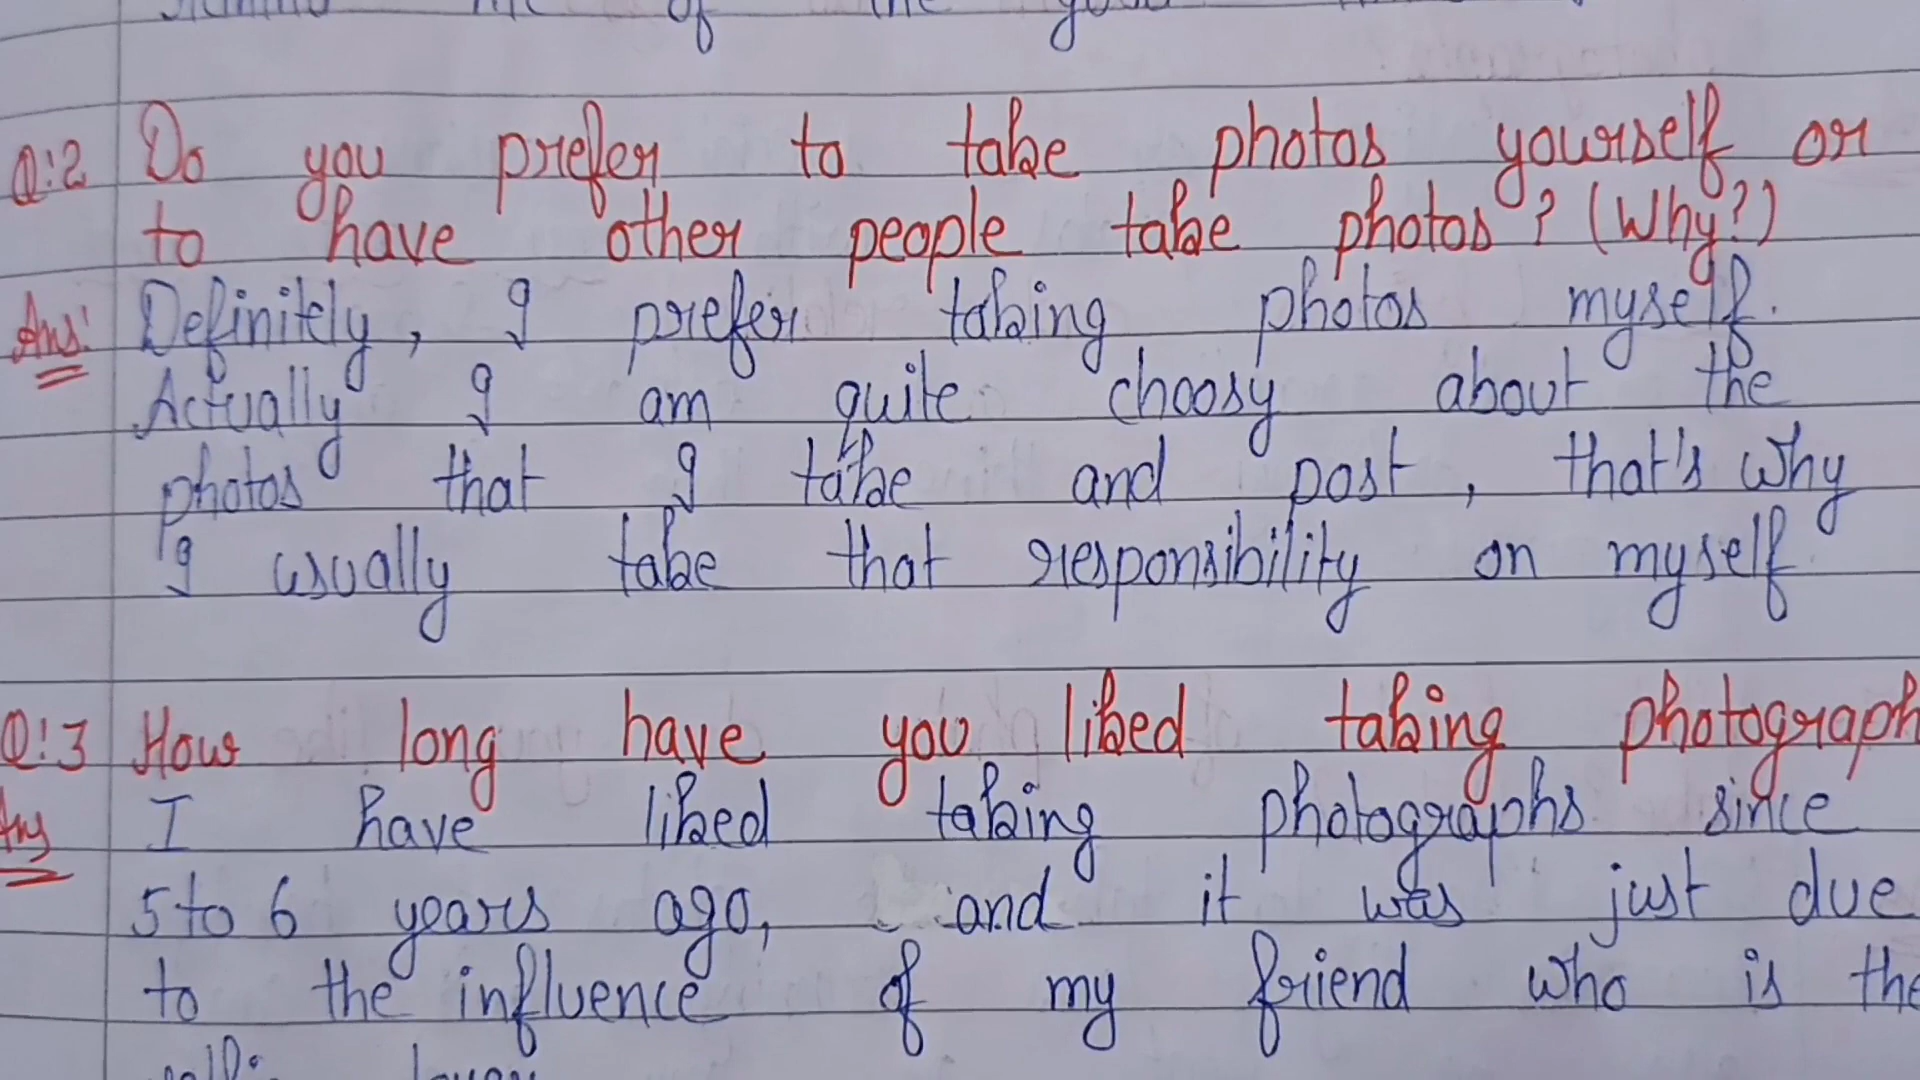 of the
Q:2 Do you prefer to take photos yourself or
to have other people take photos? (Why?)
Ans: Definitely, I prefer taking photos myself.
Actually I am quite choosy about the
photos that I take and post, that's why
I usually take that responsibility on myself
Q:3 How long have you liked taking photograph
Ans I have liked taking photographs since
5 to 6 years ago, and it was just due
to the influence of my friend who is the
lover